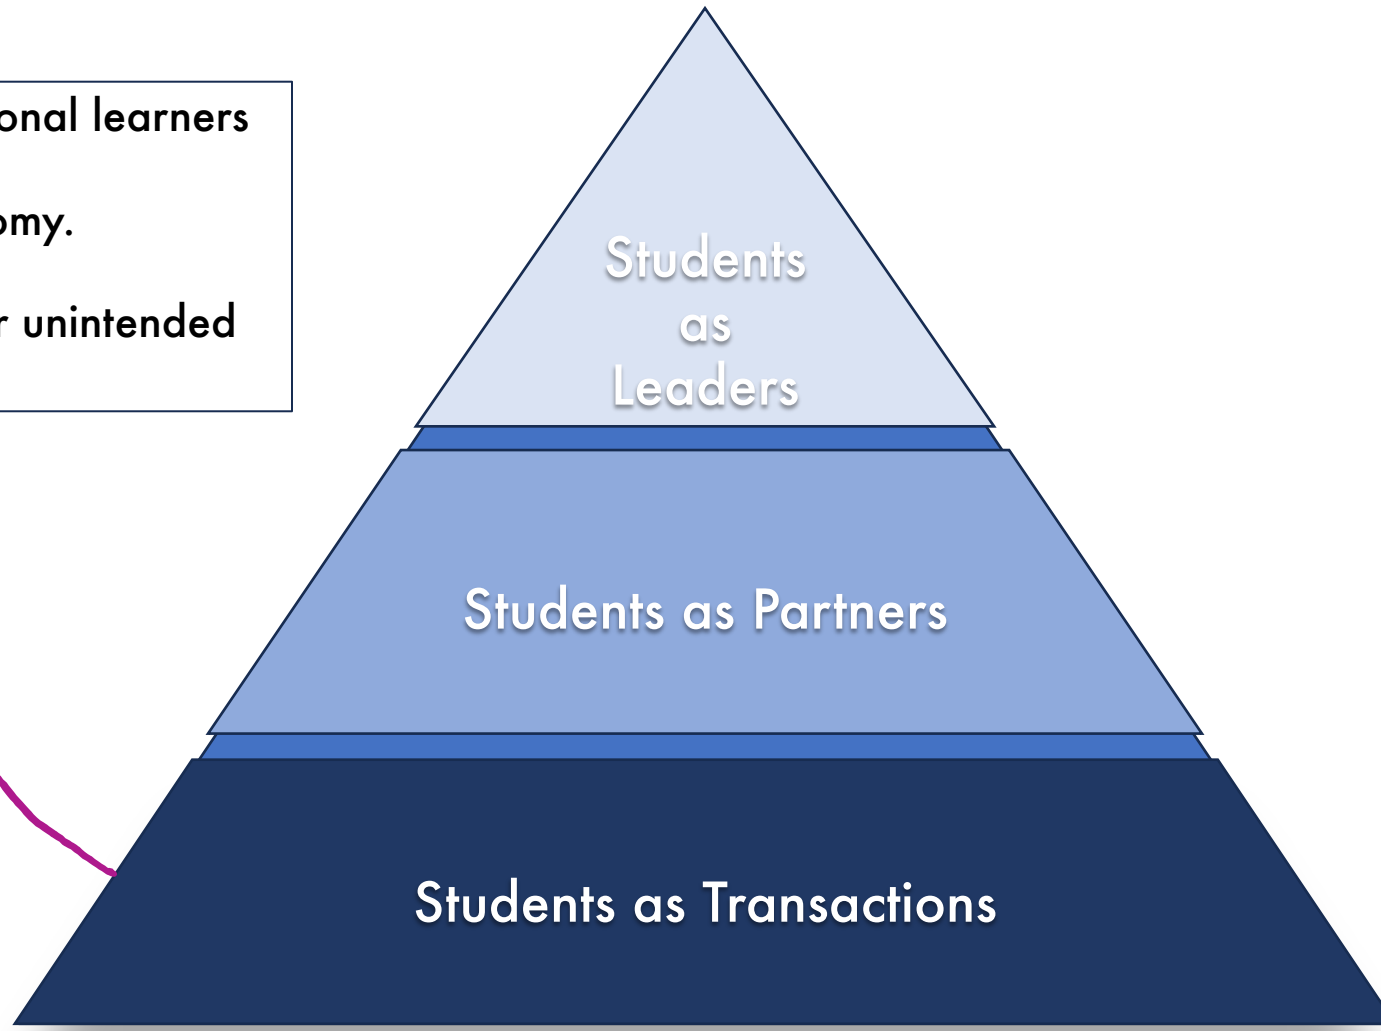 onal learners
omy.
r unintended
Students
as
Leaders
Students as Partners
Students as Transactions